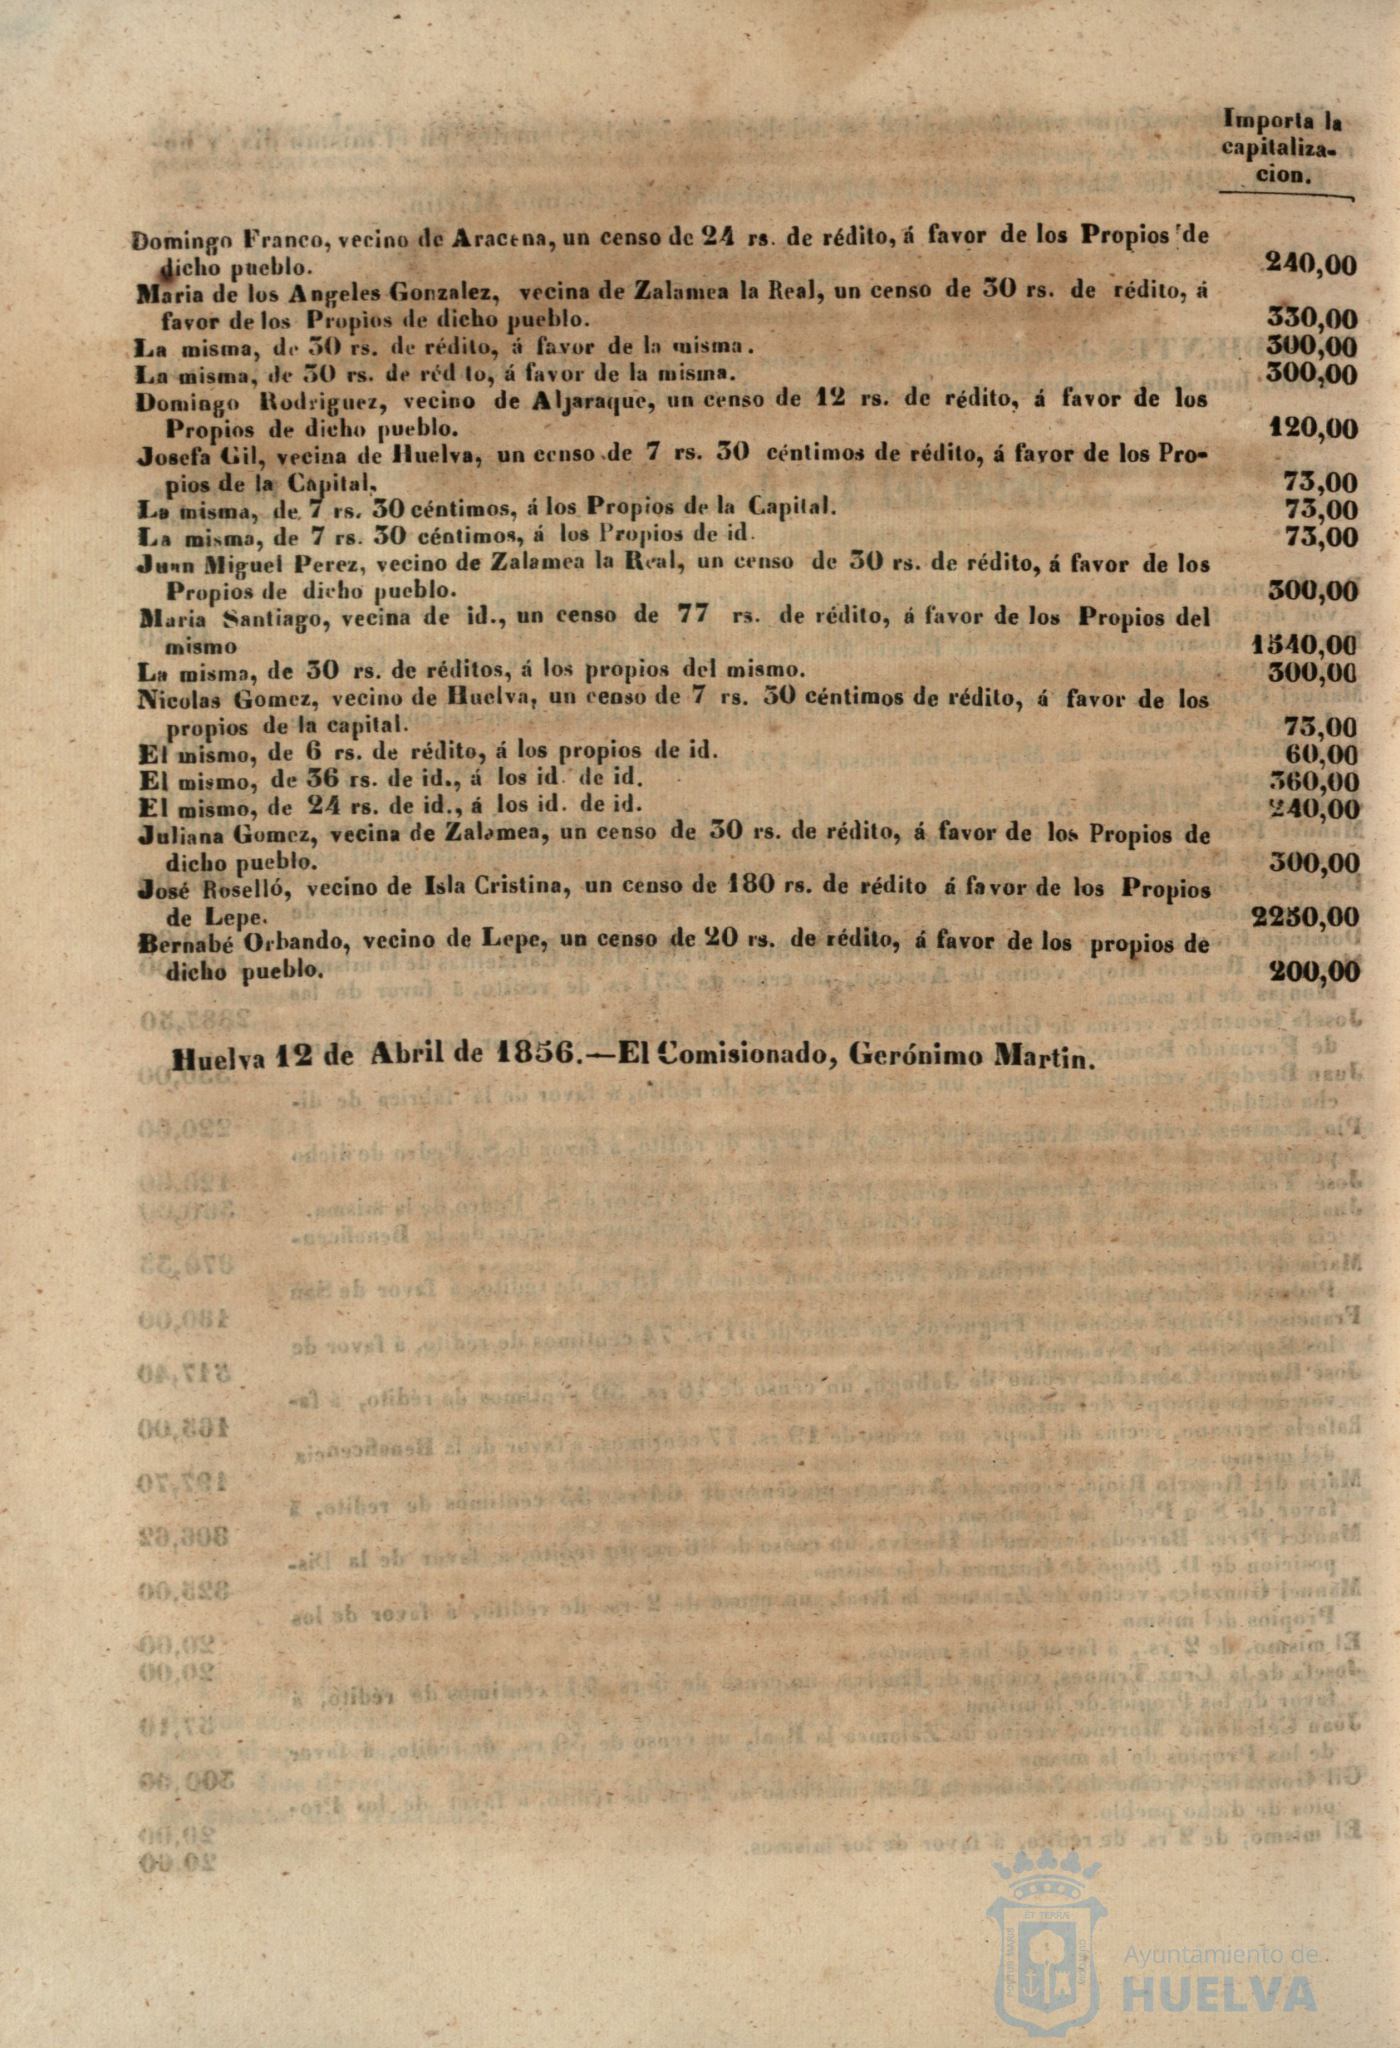 Importa la
capitaliza-
cion.
Domingo Franco, vecino de Aracena, un censo de 24 rs. de rédito, á favor de los Propios de
dicho pueblo. 240,00
Maria de los Angeles Gonzalez, vecina de Zalamea la Real, un censo de 30 rs. de rédito, á
favor de los Propios de dicho pueblo. 330,00
La misma, de 30 rs. de rédito, á favor de la misma. 300,00
La misma, de 30 rs. de réd to, á favor de la misma. 300,00
Domingo Rodriguez, vecino de Aljaraque, un censo de 12 rs. de rédito, á favor de los
Propios de dicho pueblo. 120,00
Josefa Gil, vecina de Huelva, un censo de 7 rs. 30 céntimos de rédito, á favor de los Pro-
pios de la Capital. 73,00
La misma, de 7 rs. 30 céntimos, á los Propios de la Capital. 73,00
La misma, de 7 rs. 30 céntimos, á los Propios de id. 73,00
Juan Miguel Perez, vecino de Zalamea la Real, un censo de 30 rs. de rédito, á favor de los
Propios de dicho pueblo. 300,00
Maria Santiago, vecina de id., un censo de 77 rs. de rédito, á favor de los Propios del
mismo 1540,00
La misma, de 30 rs. de réditos, á los propios del mismo. 300,00
Nicolas Gomez, vecino de Huelva, un censo de 7 rs. 30 céntimos de rédito, á favor de los
propios de la capital. 73,00
El mismo, de 6 rs. de rédito, á los propios de id. 60,00
El mismo, de 36 rs. de id., á los id. de id. 360,00
El mismo, de 24 rs. de id., á los id. de id. 240,00
Juliana Gomez, vecina de Zalamea, un censo de 30 rs. de rédito, á favor de los Propios de
dicho pueblo. 300,00
José Roselló, vecino de Isla Cristina, un censo de 180 rs. de rédito á favor de los Propios
de Lepe. 2250,00
Bernabé Orbando, vecino de Lepe, un censo de 20 rs. de rédito, á favor de los propios de
dicho pueblo. 200,00
Huelva 12 de Abril de 1856.—El Comisionado, Gerónimo Martin.
Ayuntamiento de
HUELVA